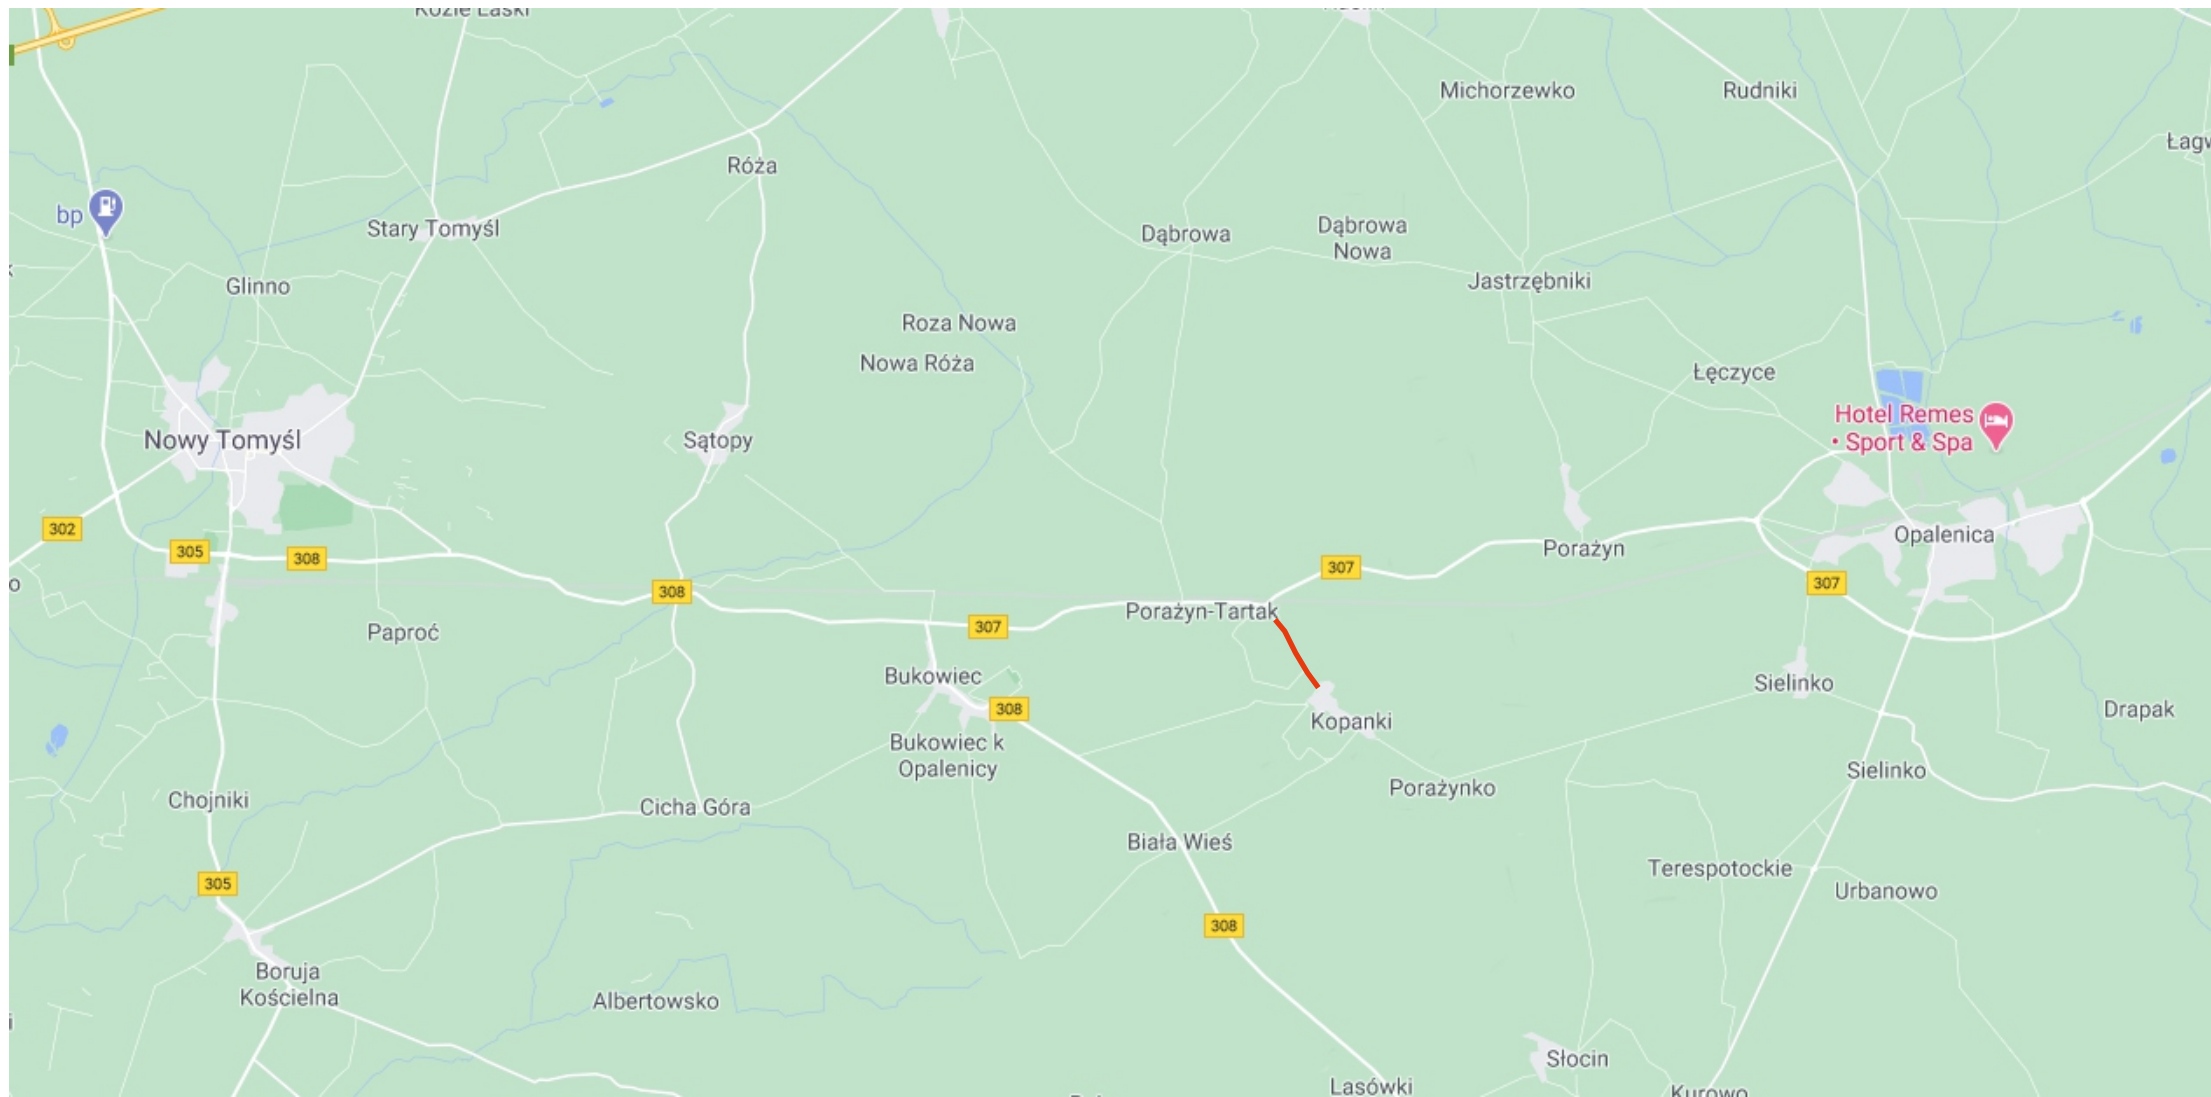 Michorzewko
Rudniki
Róża
bp
Stary Tomyśl
Dąbrowa
Dąbrowa
Nowa
Glinno
Jastrzębniki
Roza Nowa
Nowa Róża
Łęczyce
Hotel Remes
• Sport & Spa
Nowy Tomyśl
Sątopy
302
305
308
308
307
Porażyn
Opalenica
307
Porażyn-Tartak
307
Paproć
Bukowiec
308
Sielinko
Kopanki
Drapak
Bukowiec k
Opalenicy
Chojniki
Cicha Góra
Porażynko
Sielinko
Biała Wieś
Terespotockie
Urbanowo
305
308
Boruja
Kościelna
Albertowsko
Słocin
Lasówki
Kurowo